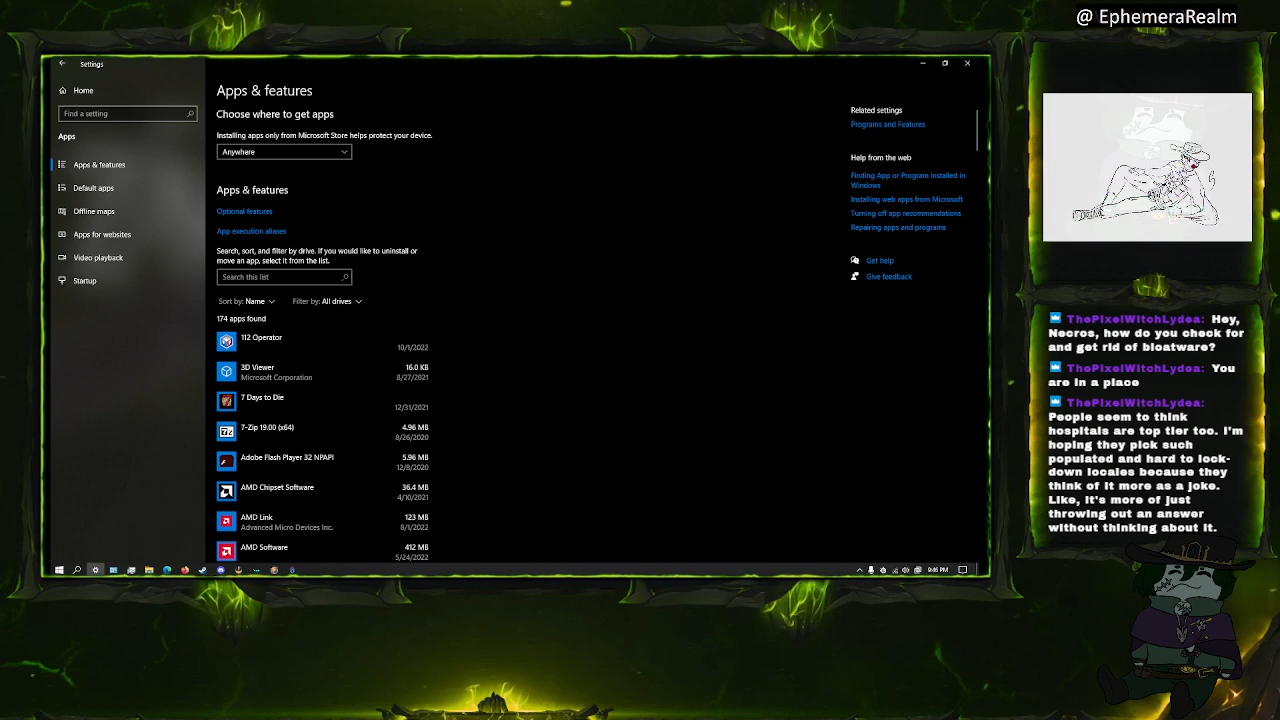 @ EphemeraRealm
Settings
Home
Find a setting
Apps
Apps & features
Default apps
Offline maps
Apps for websites
Video playback
Startup
Apps & features
Choose where to get apps
Installing apps only from Microsoft Store helps protect your device.
Anywhere
Apps & features
Optional features
App execution aliases
Search, sort, and filter by drive. If you would like to uninstall or
move an app, select it from the list.
Search this list
Sort by: Name
Filter by: All drives
174 apps found
112 Operator
10/1/2022
3D Viewer
16.0 KB
Microsoft Corporation
8/27/2021
7 Days to Die
12/31/2021
7-Zip 19.00 (x64)
4.96 MB
8/26/2020
Adobe Flash Player 32 NPAPI
5.96 MB
12/8/2020
AMD Chipset Software
36.4 MB
4/10/2021
AMD Link
123 MB
Advanced Micro Devices Inc.
8/1/2022
AMD Software
412 MB
5/24/2022
Related settings
Programs and Features
Help from the web
Finding App or Program installed in
Windows
Installing web apps from Microsoft
Turning off app recommendations
Repairing apps and programs
Get help
Give feedback
9:46 PM
ThePixelWitchLydea: Hey,
Necros, how do you check for
and get rid of bloatware?
ThePixelWitchLydea: You
are in a place
ThePixelWitchLydea:
People seem to think
hospitals are top tier too. I'm
hoping they pick such
populated and hard to lock-
down locales because they
think of it more as a joke.
Like, it's more of just
throwing out an answer
without thinking about it.